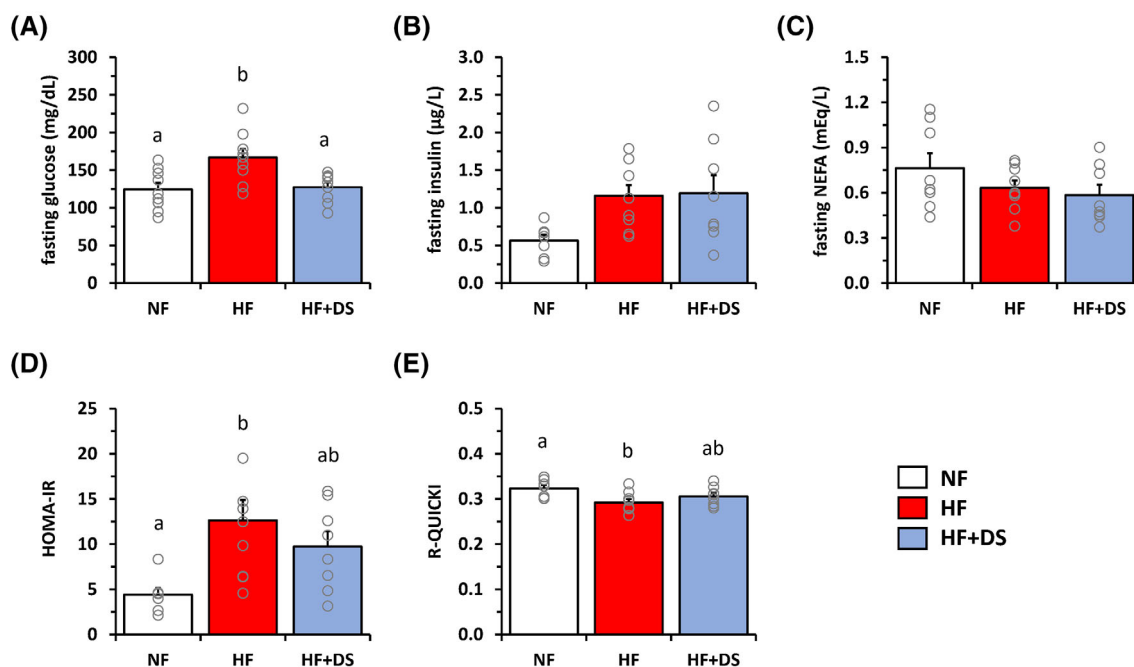 (A)
fasting glucose (mg/dL)
300
250
200
150
100
50
0
a
b
a
NF
HF
HF+DS
(B)
fasting insulin (µg/L)
3.0
2.5
2.0
1.5
1.0
0.5
0.0
NF
HF
HF+DS
(C)
fasting NEFA (mEq/L)
1.5
1.2
0.9
0.6
0.3
0.0
NF
HF
HF+DS
(D)
HOMA-IR
25
20
15
10
5
0
a
b
ab
NF
HF
HF+DS
(E)
R-QUICKI
0.5
0.4
0.3
0.2
0.1
0.0
a
b
ab
NF
HF
HF+DS
NF
HF
HF+DS